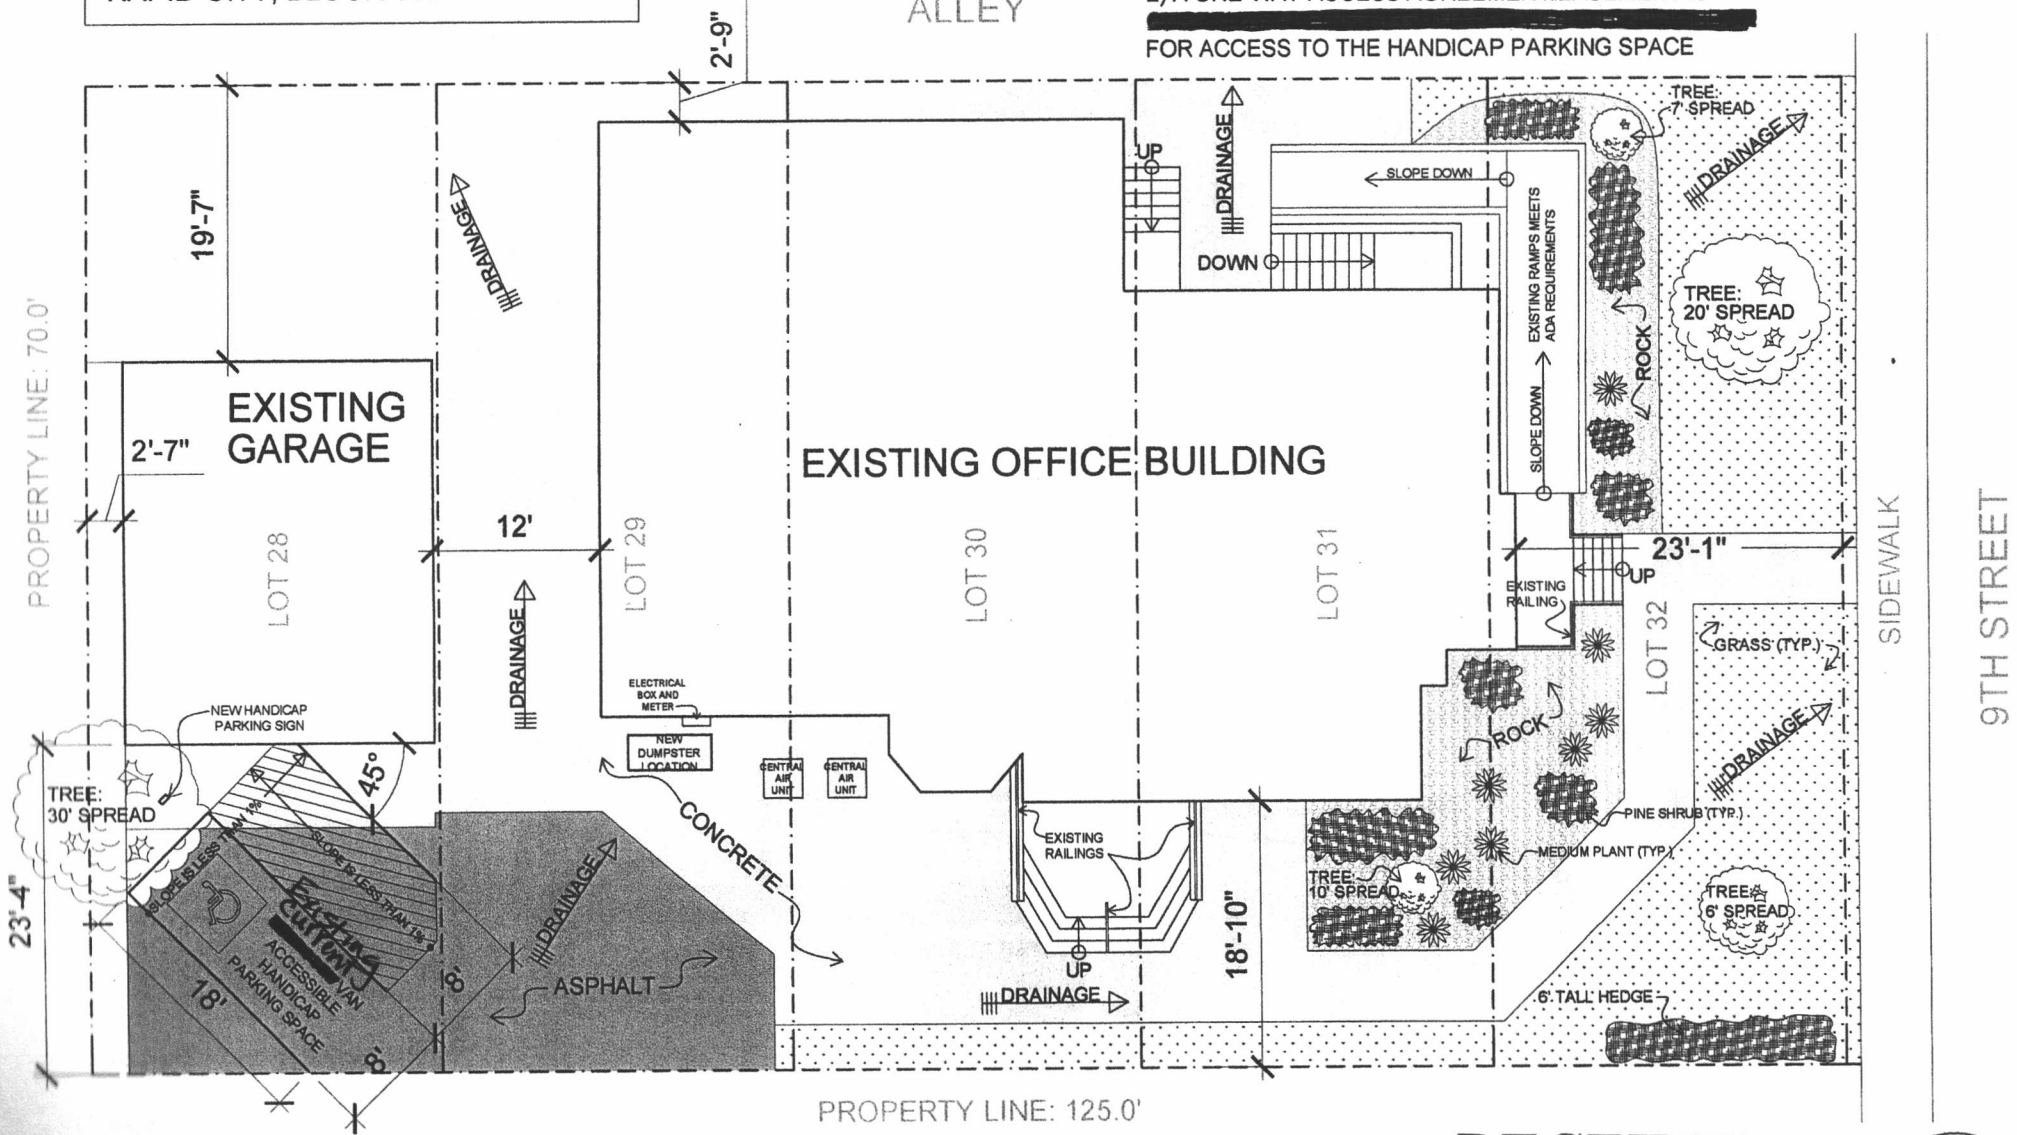 ALLEY
FOR ACCESS TO THE HANDICAP PARKING SPACE
2'-9"
TREE:
7' SPREAD
DRAINAGE
UP
DRAINAGE
SLOPE DOWN
19'-7"
DRAINAGE
EXISTING RAMPS MEETS
ADA REQUIREMENTS
DOWN
TREE:
20' SPREAD
ROCK
PROPERTY LINE: 70.0'
EXISTING
GARAGE
2'-7"
SLOPE DOWN
EXISTING OFFICE BUILDING
12'
LOT 28
LOT 29
LOT 30
LOT 31
LOT 32
23'-1"
UP
EXISTING
RAILING
SIDEWALK
9TH STREET
DRAINAGE
GRASS (TYP.)
ELECTRICAL
BOX AND
METER
NEW
DUMPSTER
LOCATION
CENTRAL
AIR
UNIT
CENTRAL
AIR
UNIT
NEW HANDICAP
PARKING SIGN
45°
TREE:
30' SPREAD
ROCK
DRAINAGE
CONCRETE
EXISTING
RAILINGS
PINE SHRUB (TYP.)
MEDIUM PLANT (TYP.)
TREE:
10' SPREAD
TREE:
6' SPREAD
SLOPE IS LESS THAN 1%
SLOPE IS LESS THAN 1%
DRAINAGE
23'-4"
Existing
VAN
ACCESSIBLE
HANDICAP
PARKING SPACE
18'
8'
8'
ASPHALT
UP
DRAINAGE
18'-10"
6' TALL HEDGE
PROPERTY LINE: 125.0'